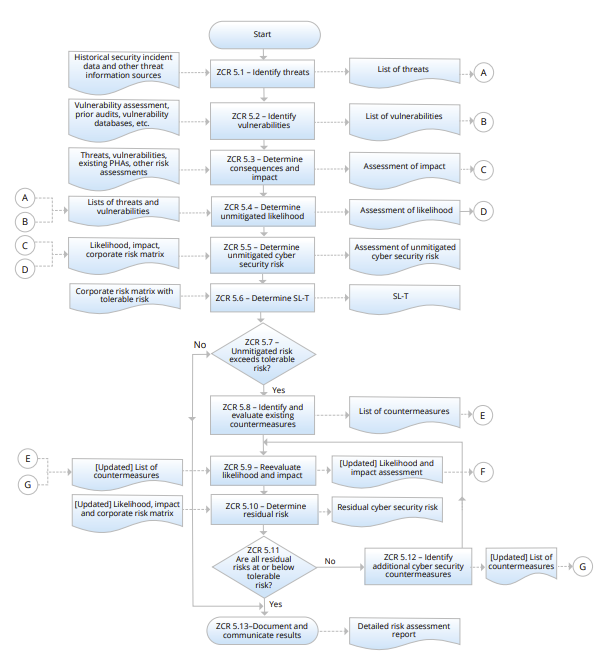 Start
Historical security incident
data and other threat
information sources
ZCR 5.1 – Identify threats
List of threats
A
Vulnerability assessment,
prior audits, vulnerability
databases, etc.
ZCR 5.2 – Identify
vulnerabilities
List of vulnerabilities
B
Threats, vulnerabilities,
existing PHAs, other risk
assessments
ZCR 5.3 – Determine
consequences and
impact
Assessment of impact
C
A
B
Lists of threats and
vulnerabilities
ZCR 5.4 – Determine
unmitigated likelihood
Assessment of likelihood
D
C
D
Likelihood, impact,
corporate risk matrix
ZCR 5.5 – Determine
unmitigated cyber
security risk
Assessment of unmitigated
cyber security risk
Corporate risk matrix with
tolerable risk
ZCR 5.6 – Determine SL-T
SL-T
No
ZCR 5.7 –
Unmitigated risk
exceeds tolerable
risk?
Yes
ZCR 5.8 – Identify and
evaluate existing
countermeasures
List of countermeasures
E
E
G
[Updated] List of
countermeasures
ZCR 5.9 – Reevaluate
likelihood and impact
[Updated] Likelihood and
impact assessment
F
[Updated] Likelihood, impact
and corporate risk matrix
ZCR 5.10 – Determine
residual risk
Residual cyber security risk
ZCR 5.11
Are all residual
risks at or below
tolerable
risk?
No
ZCR 5.12 – Identify
additional cyber security
countermeasures
[Updated] List of
countermeasures
G
Yes
ZCR 5.13–Document and
communicate results
Detailed risk assessment
report